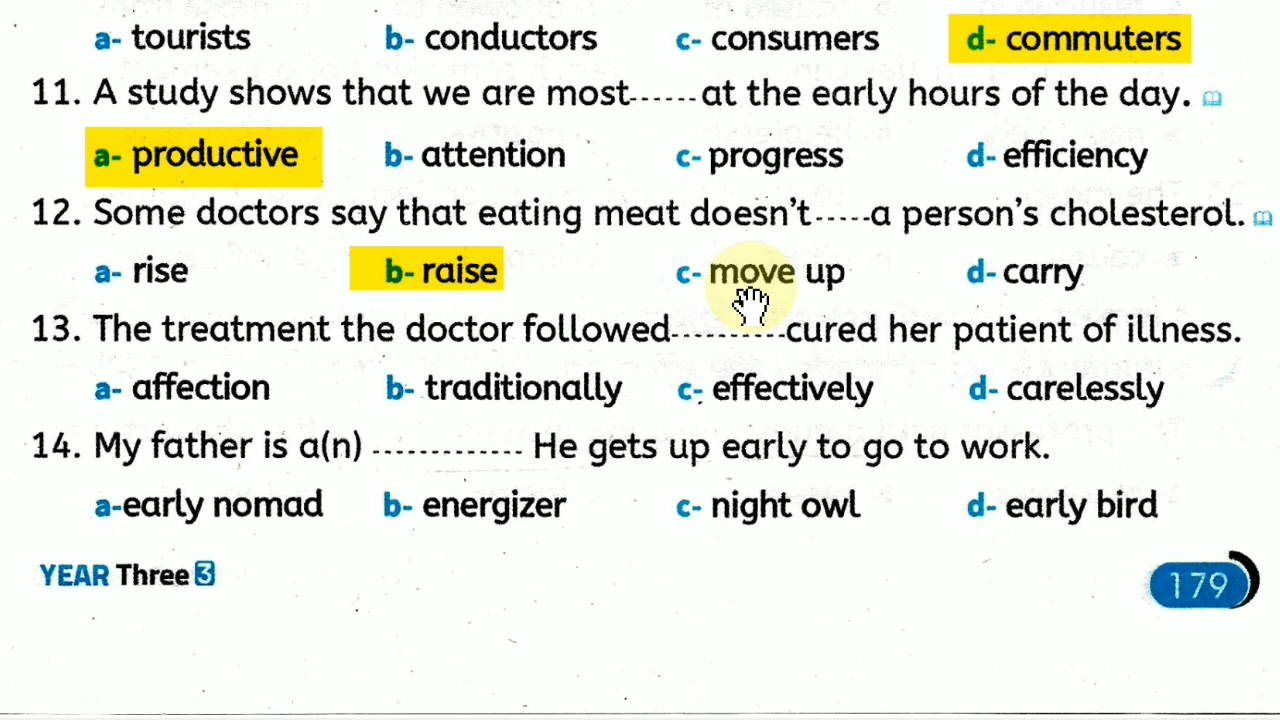 a- tourists b- conductors c- consumers d- commuters
11. A study shows that we are most------at the early hours of the day.
a- productive b- attention c- progress d- efficiency
12. Some doctors say that eating meat doesn't-----a person's cholesterol.
a- rise b- raise c- move up d- carry
13. The treatment the doctor followed----------cured her patient of illness.
a- affection b- traditionally c- effectively d- carelessly
14. My father is a(n) ------------- He gets up early to go to work.
a-early nomad b- energizer c- night owl d- early bird
YEAR Three 3
179